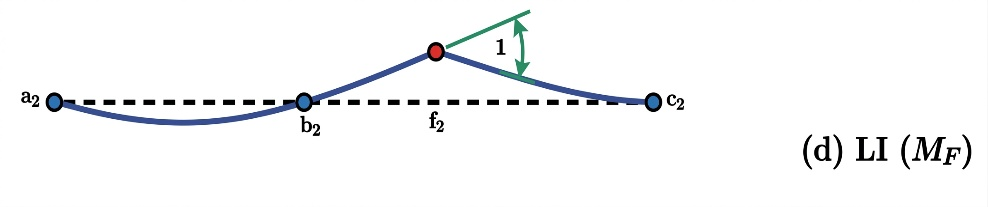 1
a₂
b₂
f₂
c₂
(d) LI (M_F)